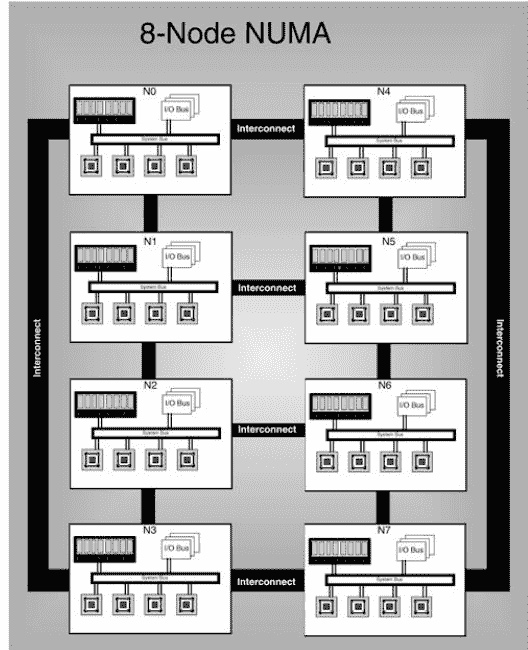 8-Node NUMA
N0
I/O Bus
System Bus
Interconnect
N4
I/O Bus
System Bus
N1
I/O Bus
System Bus
Interconnect
N5
I/O Bus
System Bus
Interconnect
Interconnect
N2
I/O Bus
System Bus
Interconnect
N6
I/O Bus
System Bus
N3
I/O Bus
System Bus
Interconnect
N7
I/O Bus
System Bus